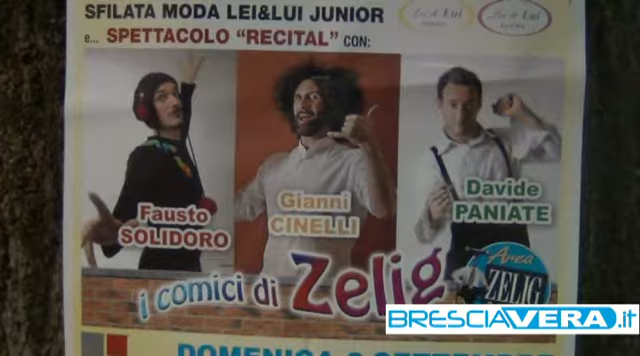 SFILATA MODA LEI&LUI JUNIOR
e... SPETTACOLO "RECITAL" CON:
Fausto
SOLIDORO
Gianni
CINELLI
Davide
PANIATE
i comici di Zelig
Area
ZELIG
BRESCIAVERA.it
DOMENICA